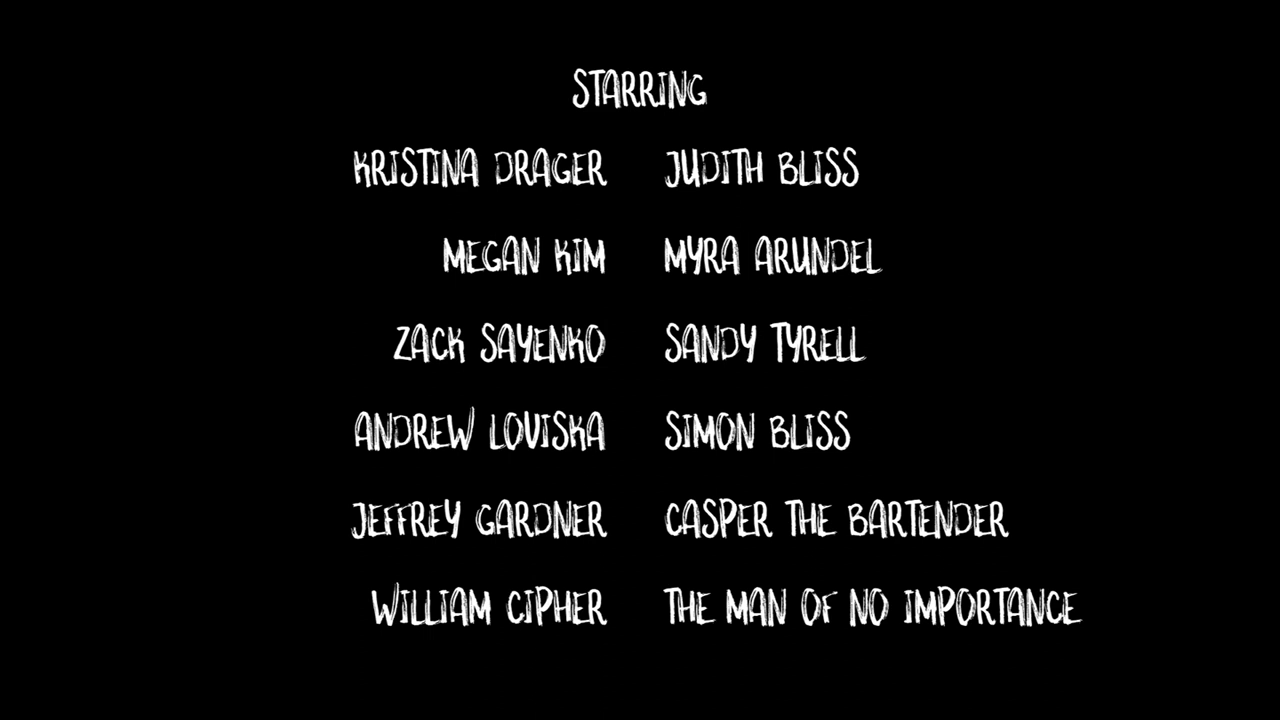 STARRING
KRISTINA DRAGER JUDITH BLISS
MEGAN KIM MYRA ARUNDEL
ZACK SAYENKO SANDY TYRELL
ANDREW LOVISKA SIMON BLISS
JEFFREY GARDNER CASPER THE BARTENDER
WILLIAM CIPHER THE MAN OF NO IMPORTANCE